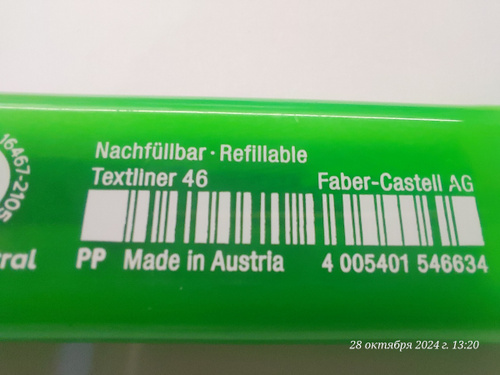 16467-2105
Nachfüllbar · Refillable
Textliner 46
Faber-Castell AG
PP Made in Austria
4 005401 546634
28 октября 2024 г. 13:20